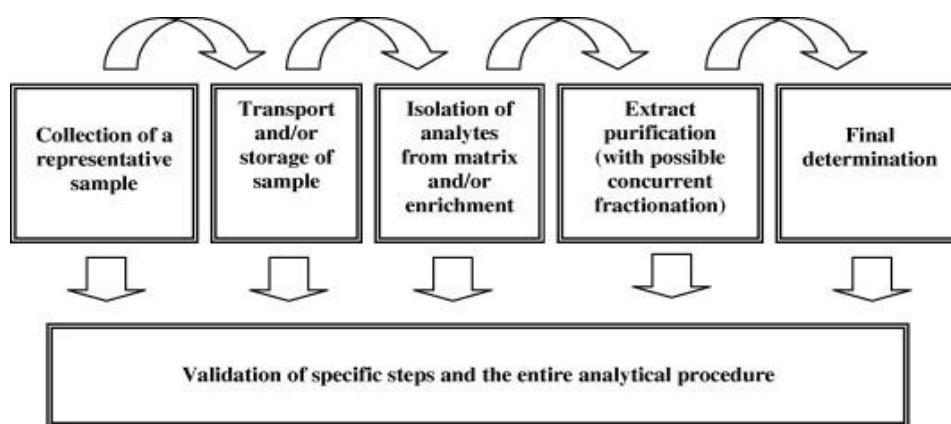 Collection of a
representative
sample
Transport
and/or
storage of
sample
Isolation of
analytes
from matrix
and/or
enrichment
Extract
purification
(with possible
concurrent
fractionation)
Final
determination
Validation of specific steps and the entire analytical procedure